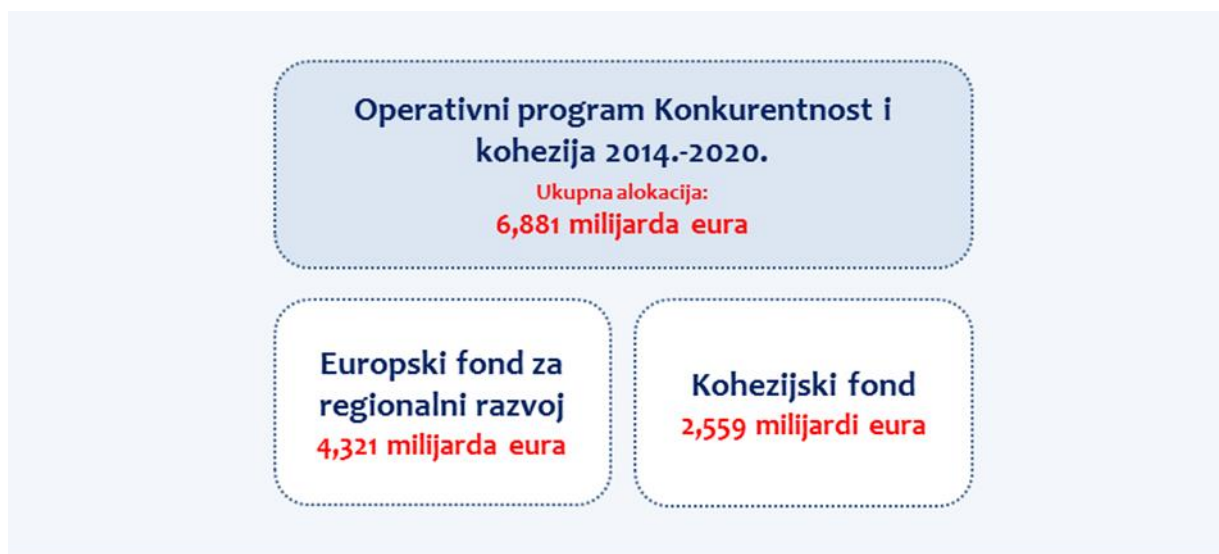 Operativni program Konkurentnost i
kohezija 2014.-2020.
Ukupna alokacija:
6,881 milijarda eura
Europski fond za
regionalni razvoj
4,321 milijarda eura
Kohezijski fond
2,559 milijardi eura